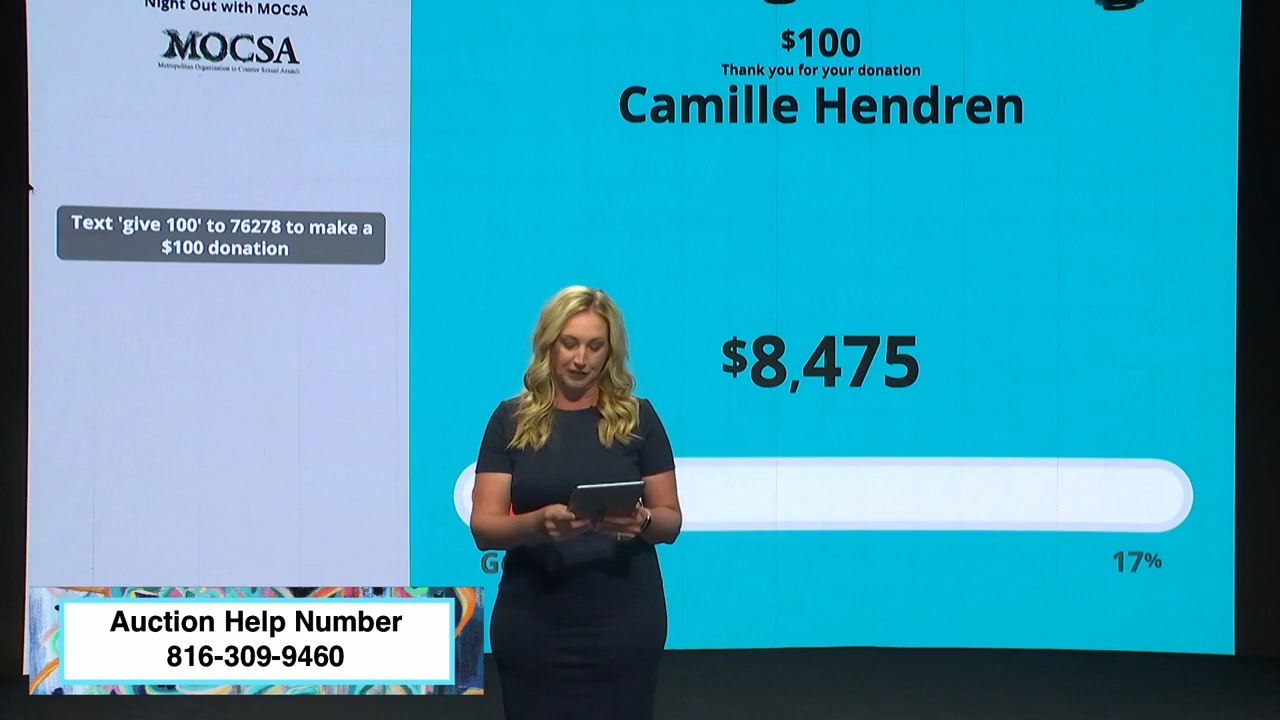 Night Out with MOCSA
MOCSA
Metropolitan Organization to Counter Sexual Assault
Text 'give 100' to 76278 to make a
$100 donation
$100
Thank you for your donation
Camille Hendren
$8,475
17%
Auction Help Number
816-309-9460